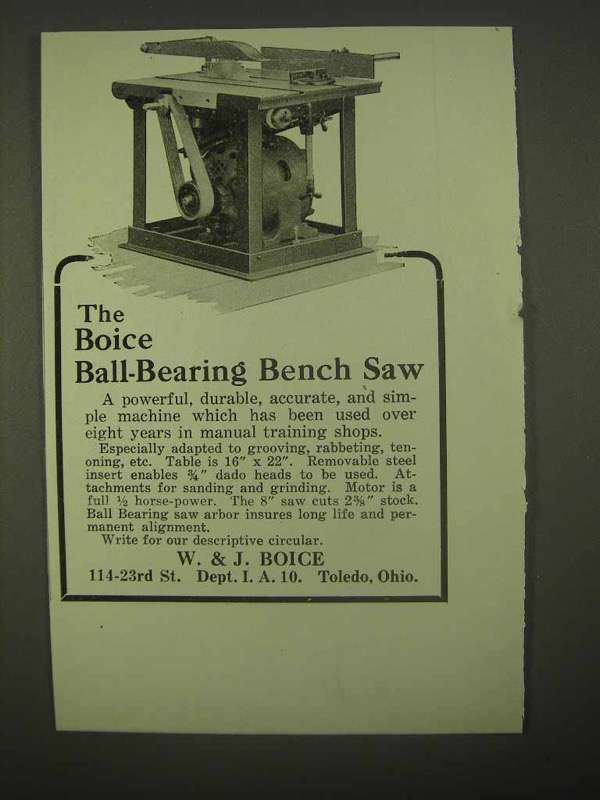 The
Boice
Ball-Bearing Bench Saw
A powerful, durable, accurate, and sim-
ple machine which has been used over
eight years in manual training shops.
Especially adapted to grooving, rabbeting, ten-
oning, etc. Table is 16″ x 22″. Removable steel
insert enables ¾″ dado heads to be used. At-
tachments for sanding and grinding. Motor is a
full ½ horse-power. The 8″ saw cuts 2⅜″ stock.
Ball Bearing saw arbor insures long life and per-
manent alignment.
Write for our descriptive circular.
W. & J. BOICE
114-23rd St. Dept. I. A. 10. Toledo, Ohio.